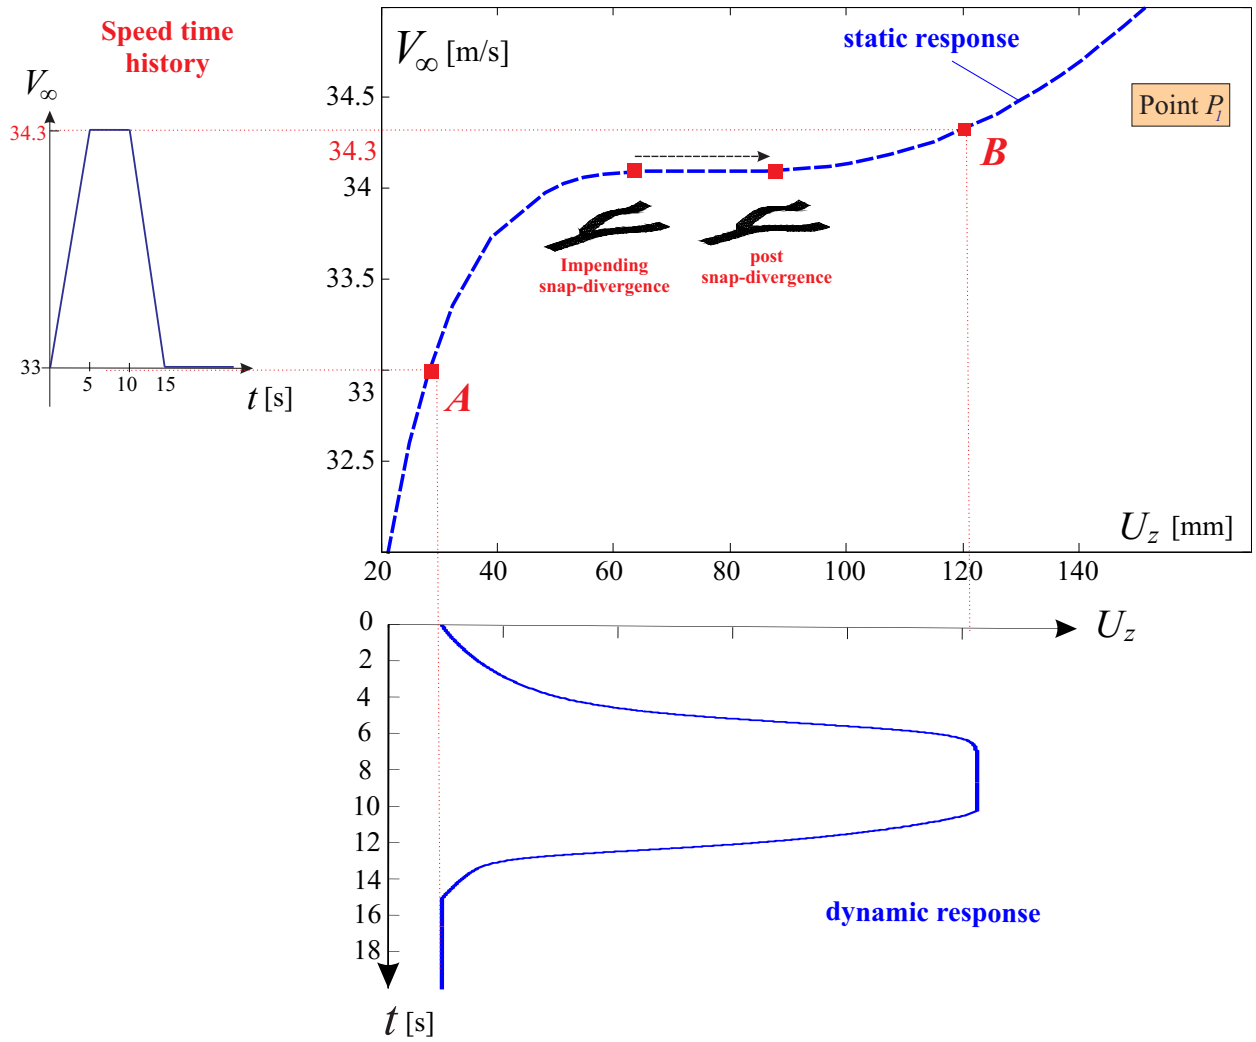 Speed time
history
V∞
34.3
33
5
10
15
t [s]
V∞ [m/s]
34.5
34.3
34
33.5
33
32.5
static response
Point P1
B
Impending
snap-divergence
post
snap-divergence
A
Uz [mm]
20
40
60
80
100
120
140
0
2
4
6
8
10
12
14
16
18
Uz
dynamic response
t [s]